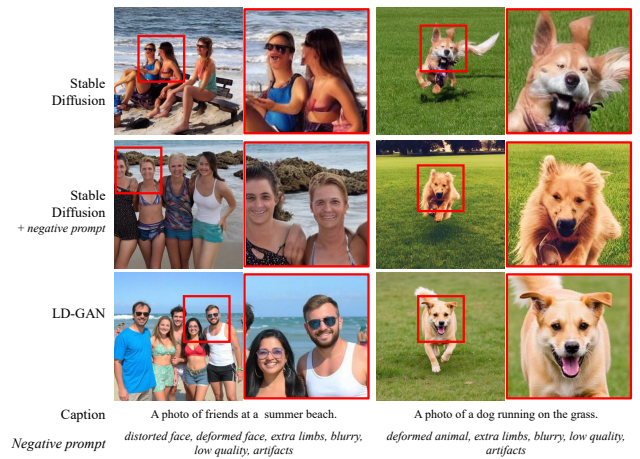 Stable
Diffusion
Stable
Diffusion
+ negative prompt
LD-GAN
Caption
A photo of friends at a summer beach.
A photo of a dog running on the grass.
Negative prompt
distorted face, deformed face, extra limbs, blurry,
low quality, artifacts
deformed animal, extra limbs, blurry, low quality,
artifacts